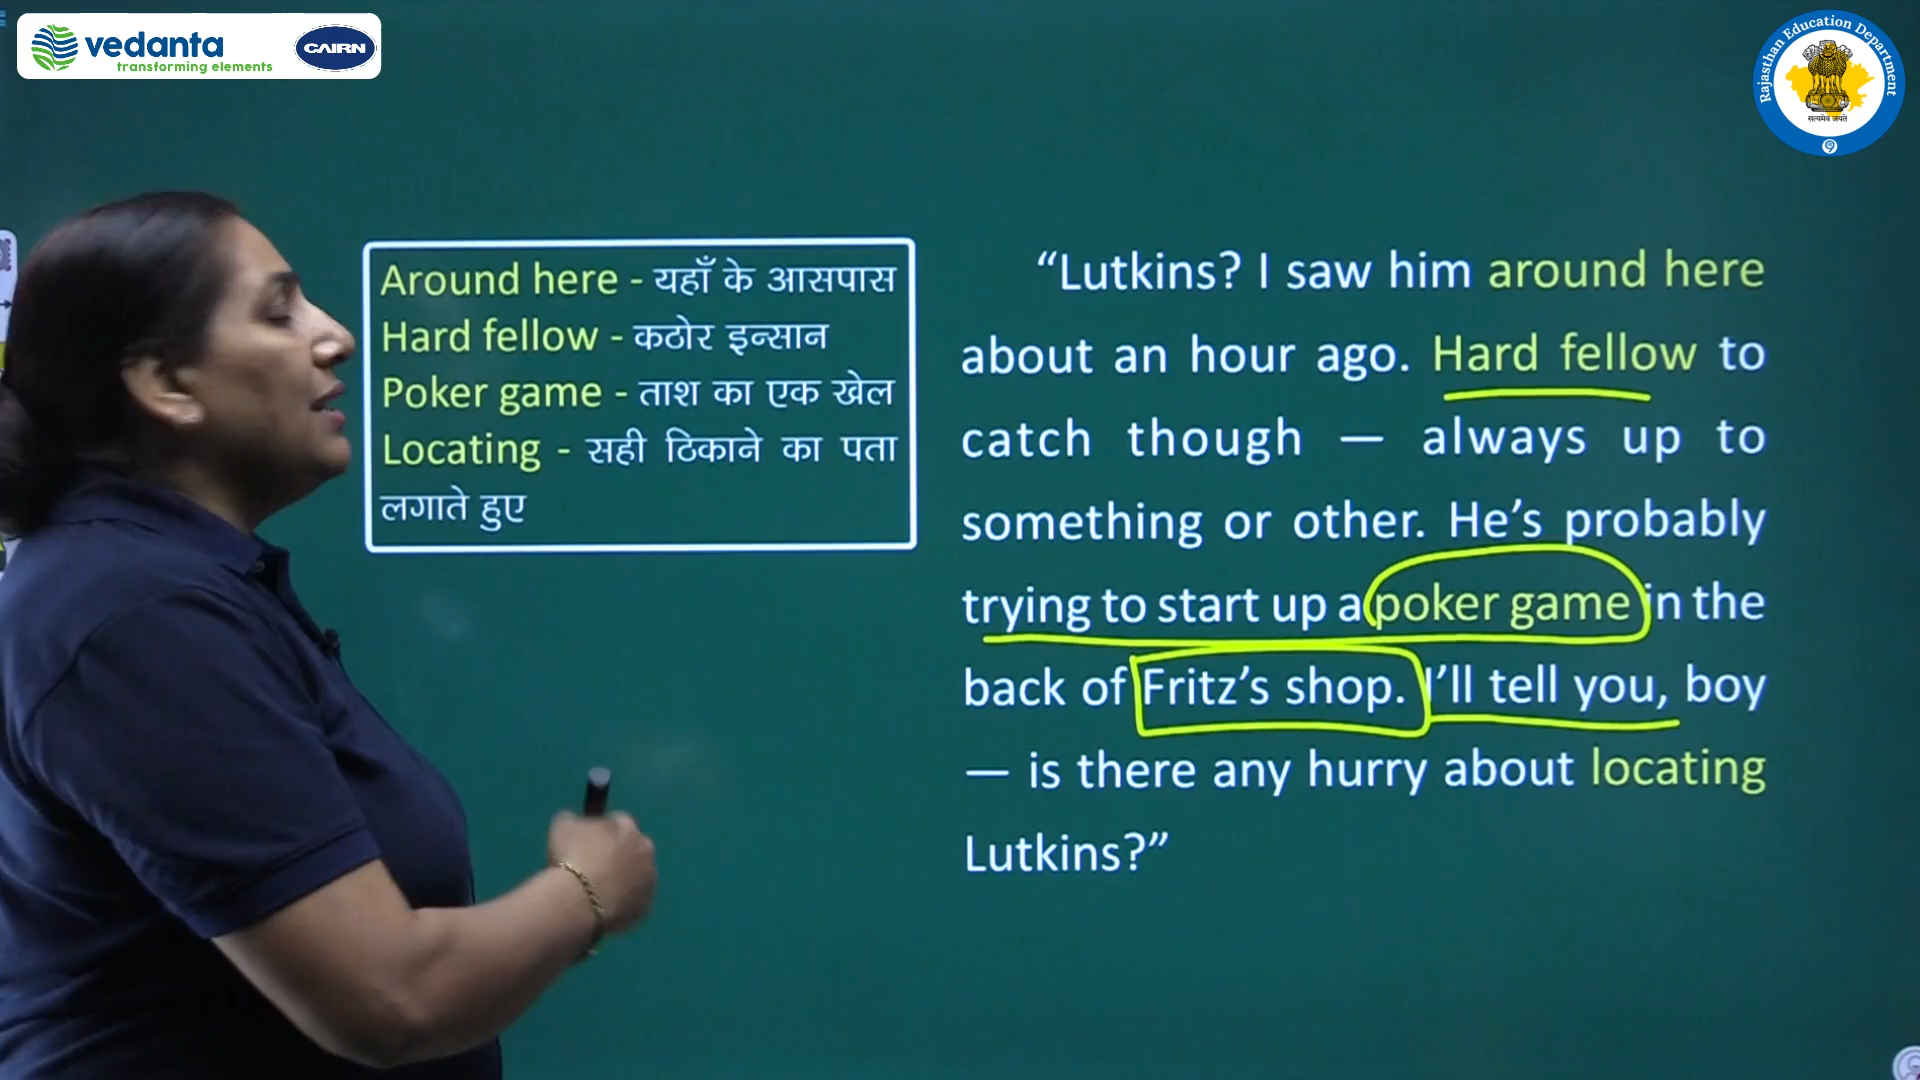 vedanta
transforming elements
CAIRN
Rajasthan Education Department
सत्यमेव जयते
Around here - यहाँ के आसपास
Hard fellow - कठोर इन्सान
Poker game - ताश का एक खेल
Locating - सही ठिकाने का पता
लगाते हुए
“Lutkins? I saw him around here
about an hour ago. Hard fellow to
catch though — always up to
something or other. He’s probably
trying to start up a poker game in the
back of Fritz’s shop. I’ll tell you, boy
— is there any hurry about locating
Lutkins?”